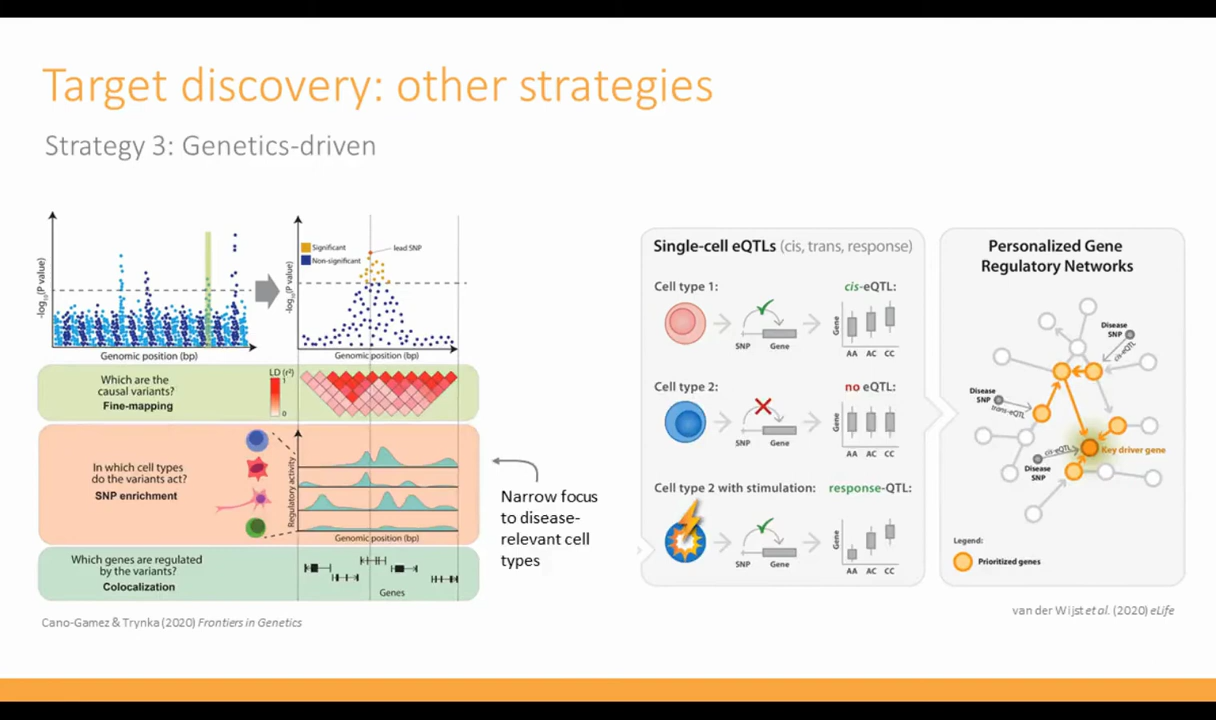 Target discovery: other strategies
Strategy 3: Genetics-driven
-log10(P value)
Genomic position (bp)
-log10(P value)
Significant
Non-significant
lead SNP
Genomic position (bp)
Which are the
causal variants?
Fine-mapping
LD (r²)
1
0
In which cell types
do the variants act?
SNP enrichment
Regulatory activity
Genomic position (bp)
Which genes are regulated
by the variants?
Colocalization
Genes
Cano-Gamez & Trynka (2020) Frontiers in Genetics
Narrow focus
to disease-
relevant cell
types
Single-cell eQTLs (cis, trans, response)
Cell type 1:
cis-eQTL:
SNP
Gene
Gene
AA AC CC
Cell type 2:
no eQTL:
SNP
Gene
Gene
AA AC CC
Cell type 2 with stimulation:
response-QTL:
SNP
Gene
Gene
AA AC CC
Personalized Gene
Regulatory Networks
Disease
SNP
cis-eQTL
Disease
SNP
trans-eQTL
Key driver gene
cis-eQTL
Disease
SNP
Legend:
Prioritized genes
van der Wijst et al. (2020) eLife